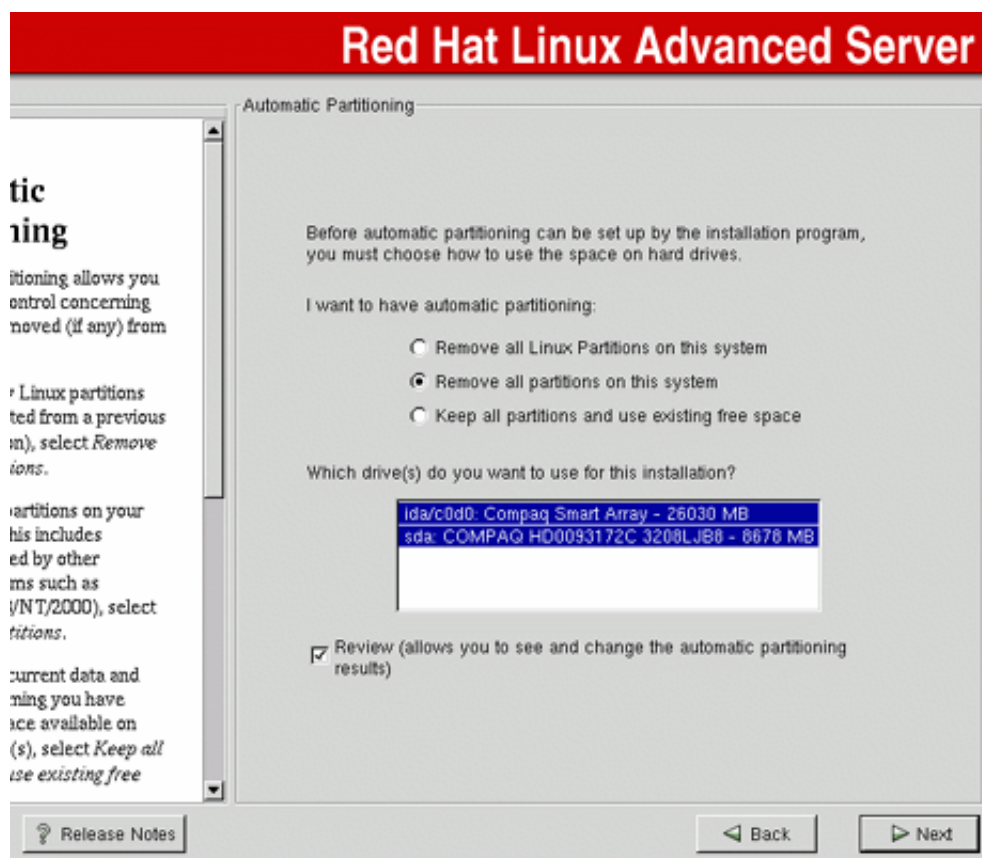 Red Hat Linux Advanced Server
Automatic Partitioning
tic
ning
itioning allows you
ontrol concerning
moved (if any) from
Linux partitions
ted from a previous
on), select Remove
ions.
partitions on your
his includes
ed by other
ms such as
/NT/2000), select
titions.
current data and
ming you have
ace available on
(s), select Keep all
use existing free
Before automatic partitioning can be set up by the installation program,
you must choose how to use the space on hard drives.
I want to have automatic partitioning:
Remove all Linux Partitions on this system
Remove all partitions on this system
Keep all partitions and use existing free space
Which drive(s) do you want to use for this installation?
ida/c0d0: Compaq Smart Array - 26030 MB
sda: COMPAQ HD0093172C 3208LJB8 - 8678 MB
Review (allows you to see and change the automatic partitioning
results)
Release Notes
Back
Next